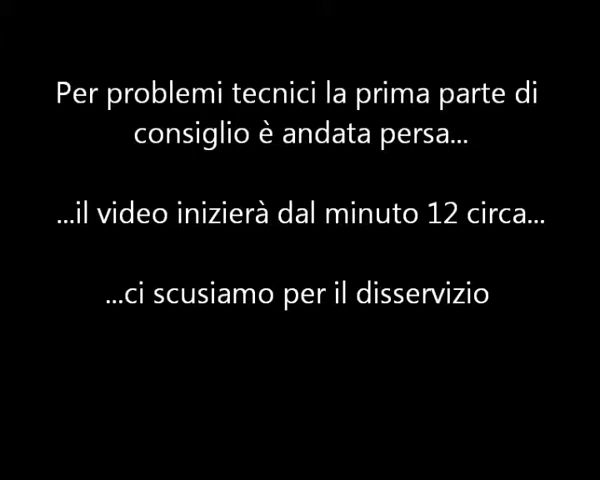 Per problemi tecnici la prima parte di
consiglio è andata persa...
...il video inizierà dal minuto 12 circa...
...ci scusiamo per il disservizio